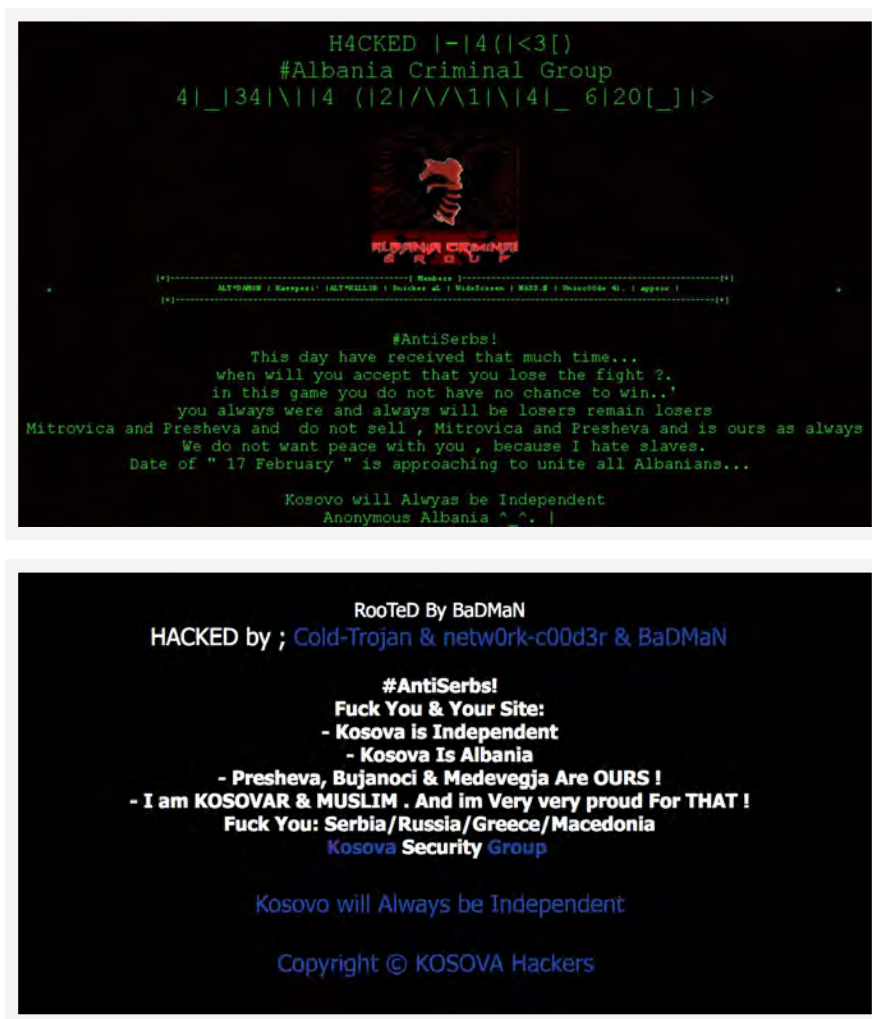 H4CKED |-|4(|<3[)
#Albania Criminal Group
4|_|34|\||4 (|2|/\/\1|\|4|_ 6|20[_]|>
ALBANIA CRIMINAL
GROUP
[+]---[ Members ]---[+]
[+]---[+]
#AntiSerbs!
This day have received that much time...
when will you accept that you lose the fight ?.
in this game you do not have no chance to win..'
you always were and always will be losers remain losers
Mitrovica and Presheva and do not sell , Mitrovica and Presheva and is ours as always
We do not want peace with you , because I hate slaves.
Date of " 17 February " is approaching to unite all Albanians...
Kosovo will Alwyas be Independent
Anonymous Albania ^_^. |
RooTeD By BaDMaN
HACKED by ; Cold-Trojan & netw0rk-c00d3r & BaDMaN
#AntiSerbs!
Fuck You & Your Site:
- Kosova is Independent
- Kosova Is Albania
- Presheva, Bujanoci & Medevegja Are OURS !
- I am KOSOVAR & MUSLIM . And im Very very proud For THAT !
Fuck You: Serbia/Russia/Greece/Macedonia
Kosova Security Group
Kosovo will Always be Independent
Copyright © KOSOVA Hackers